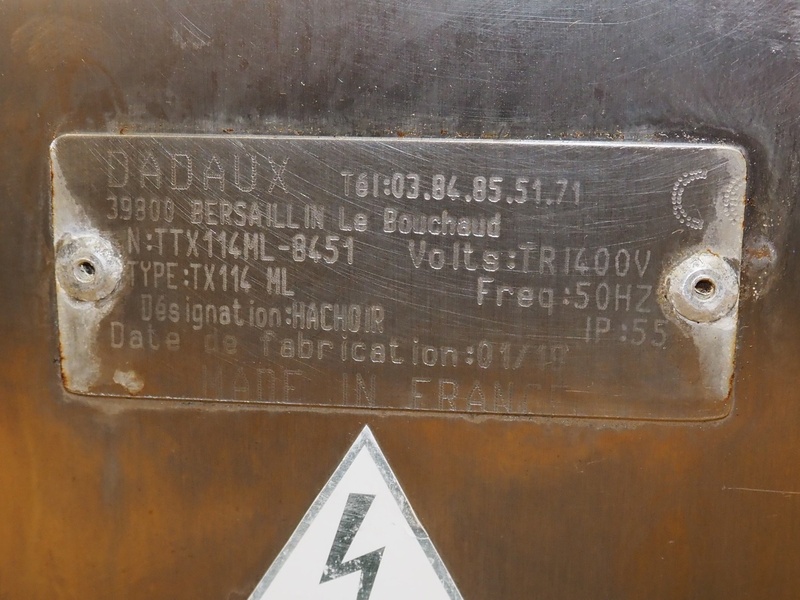 DADAUX Tél:03.84.85.51.71
39800 BERSAILLIN Le Bouchaud
N:TTX114ML-8451 Volts:TRI400V
TYPE:TX114 ML Freq:50HZ
Désignation:HACHOIR IP:55
Date de fabrication:01/
MADE IN FRANCE